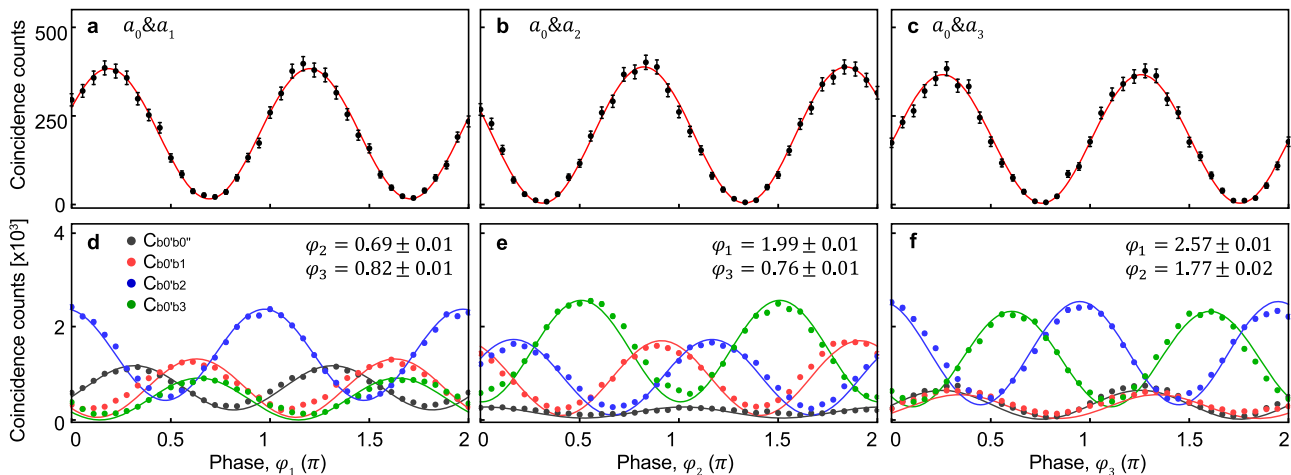 a a₀&a₁
b a₀&a₂
c a₀&a₃
Coincidence counts
500
250
0
d
C_b0'b0''
C_b0'b1
C_b0'b2
C_b0'b3
φ₂ = 0.69 ± 0.01
φ₃ = 0.82 ± 0.01
e
φ₁ = 1.99 ± 0.01
φ₃ = 0.76 ± 0.01
f
φ₁ = 2.57 ± 0.01
φ₂ = 1.77 ± 0.02
Coincidence counts [x10³]
4
2
0
0 0.5 1 1.5 2
0 0.5 1 1.5 2
0 0.5 1 1.5 2
Phase, φ₁ (π)
Phase, φ₂ (π)
Phase, φ₃ (π)